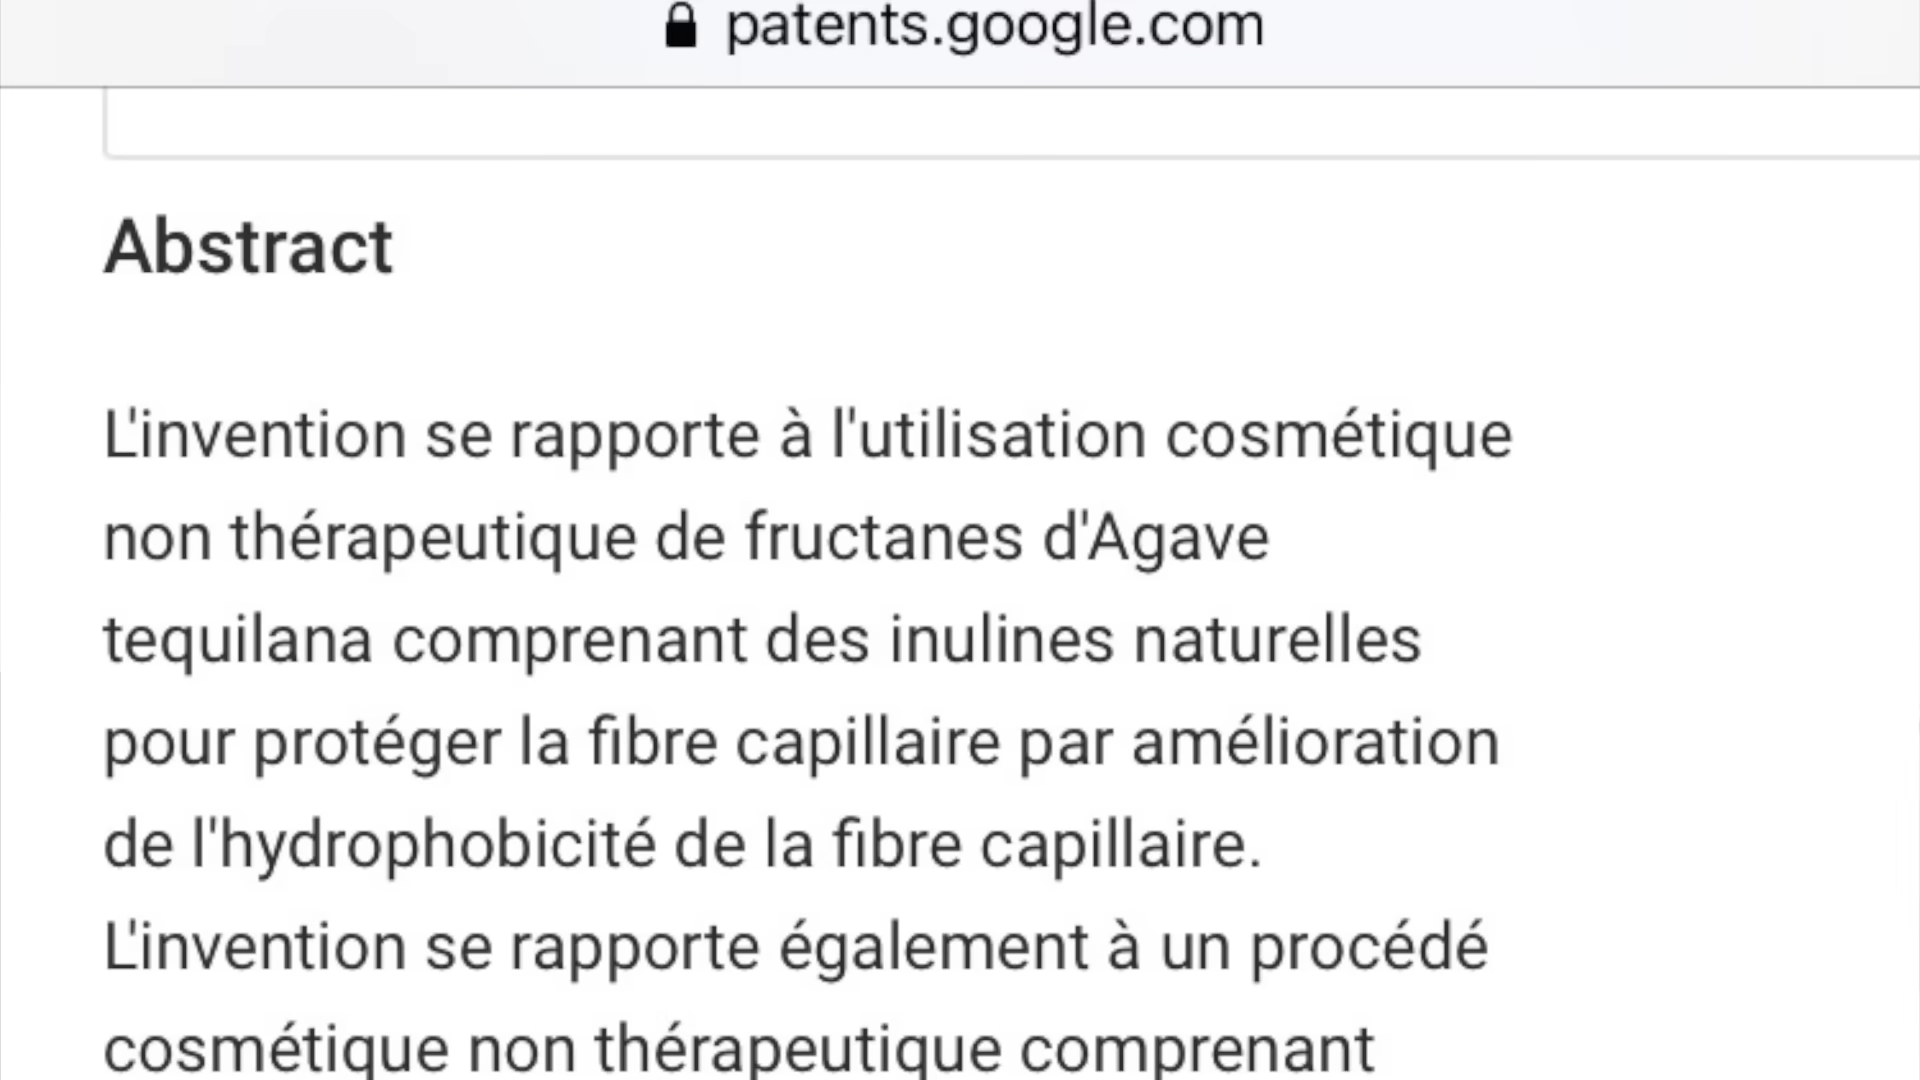 patents.google.com
Abstract
L'invention se rapporte à l'utilisation cosmétique
non thérapeutique de fructanes d'Agave
tequilana comprenant des inulines naturelles
pour protéger la fibre capillaire par amélioration
de l'hydrophobicité de la fibre capillaire.
L'invention se rapporte également à un procédé
cosmétique non thérapeutique comprenant